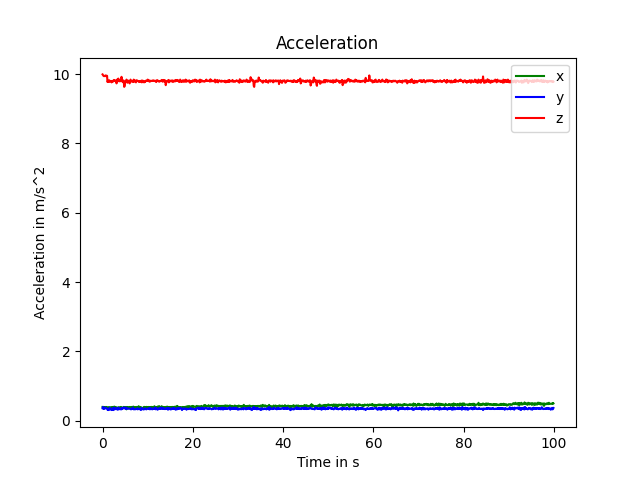 Acceleration
10
8
6
4
2
0
Acceleration in m/s^2
x
y
z
0 20 40 60 80 100
Time in s